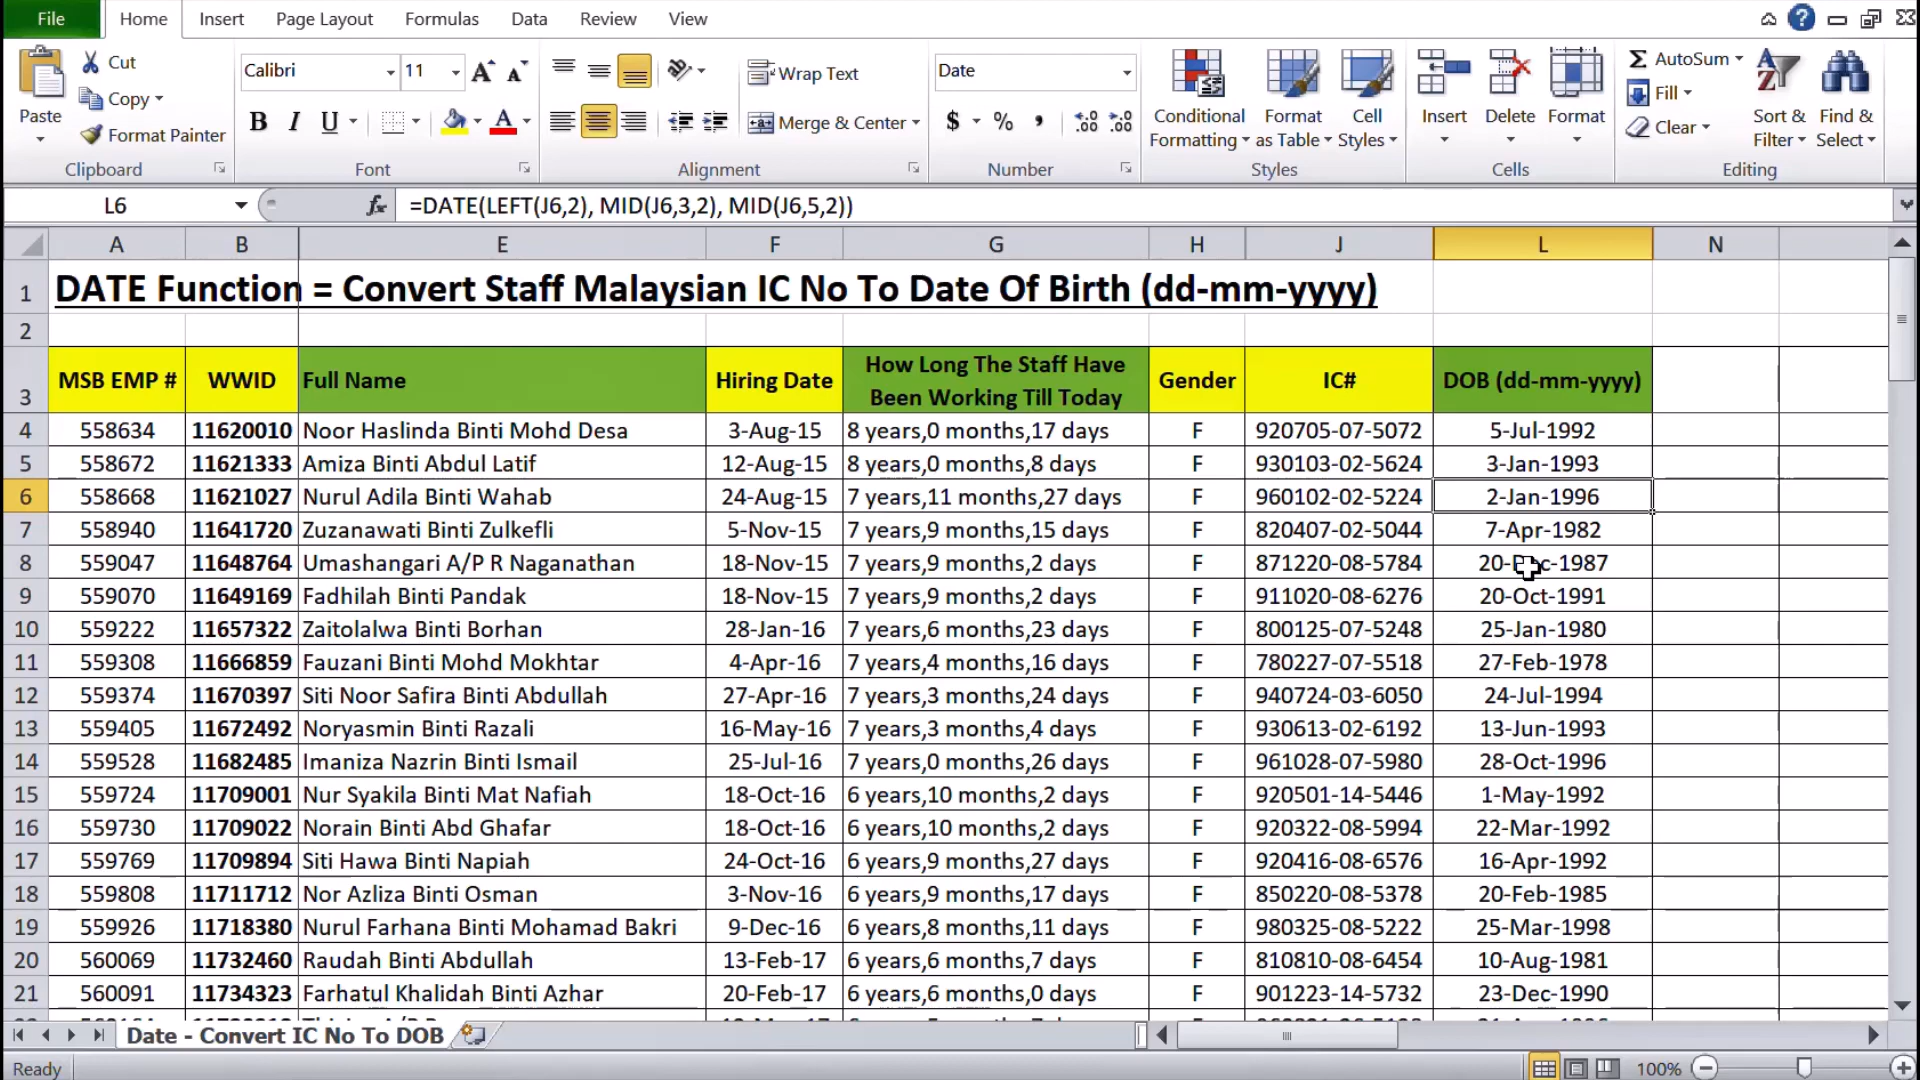 File Home Insert Page Layout Formulas Data Review View
Cut
Copy
Format Painter
Paste
Clipboard
Calibri 11
B I U
Font
Wrap Text
Merge & Center
Alignment
Date
$ % ,
Number
Conditional Formatting
Format as Table
Cell Styles
Styles
Insert Delete Format
Cells
AutoSum
Fill
Clear
Sort & Filter
Find & Select
Editing
L6 fx =DATE(LEFT(J6,2), MID(J6,3,2), MID(J6,5,2))
A B E F G H J L N
1 DATE Function = Convert Staff Malaysian IC No To Date Of Birth (dd-mm-yyyy)
2
3 MSB EMP # WWID Full Name Hiring Date How Long The Staff Have Been Working Till Today Gender IC# DOB (dd-mm-yyyy)
4 558634 11620010 Noor Haslinda Binti Mohd Desa 3-Aug-15 8 years,0 months,17 days F 920705-07-5072 5-Jul-1992
5 558672 11621333 Amiza Binti Abdul Latif 12-Aug-15 8 years,0 months,8 days F 930103-02-5624 3-Jan-1993
6 558668 11621027 Nurul Adila Binti Wahab 24-Aug-15 7 years,11 months,27 days F 960102-02-5224 2-Jan-1996
7 558940 11641720 Zuzanawati Binti Zulkefli 5-Nov-15 7 years,9 months,15 days F 820407-02-5044 7-Apr-1982
8 559047 11648764 Umashangari A/P R Naganathan 18-Nov-15 7 years,9 months,2 days F 871220-08-5784 20-Dec-1987
9 559070 11649169 Fadhilah Binti Pandak 18-Nov-15 7 years,9 months,2 days F 911020-08-6276 20-Oct-1991
10 559222 11657322 Zaitolalwa Binti Borhan 28-Jan-16 7 years,6 months,23 days F 800125-07-5248 25-Jan-1980
11 559308 11666859 Fauzani Binti Mohd Mokhtar 4-Apr-16 7 years,4 months,16 days F 780227-07-5518 27-Feb-1978
12 559374 11670397 Siti Noor Safira Binti Abdullah 27-Apr-16 7 years,3 months,24 days F 940724-03-6050 24-Jul-1994
13 559405 11672492 Noryasmin Binti Razali 16-May-16 7 years,3 months,4 days F 930613-02-6192 13-Jun-1993
14 559528 11682485 Imaniza Nazrin Binti Ismail 25-Jul-16 7 years,0 months,26 days F 961028-07-5980 28-Oct-1996
15 559724 11709001 Nur Syakila Binti Mat Nafiah 18-Oct-16 6 years,10 months,2 days F 920501-14-5446 1-May-1992
16 559730 11709022 Norain Binti Abd Ghafar 18-Oct-16 6 years,10 months,2 days F 920322-08-5994 22-Mar-1992
17 559769 11709894 Siti Hawa Binti Napiah 24-Oct-16 6 years,9 months,27 days F 920416-08-6576 16-Apr-1992
18 559808 11711712 Nor Azliza Binti Osman 3-Nov-16 6 years,9 months,17 days F 850220-08-5378 20-Feb-1985
19 559926 11718380 Nurul Farhana Binti Mohamad Bakri 9-Dec-16 6 years,8 months,11 days F 980325-08-5222 25-Mar-1998
20 560069 11732460 Raudah Binti Abdullah 13-Feb-17 6 years,6 months,7 days F 810810-08-6454 10-Aug-1981
21 560091 11734323 Farhatul Khalidah Binti Azhar 20-Feb-17 6 years,6 months,0 days F 901223-14-5732 23-Dec-1990
Date - Convert IC No To DOB
Ready 100%